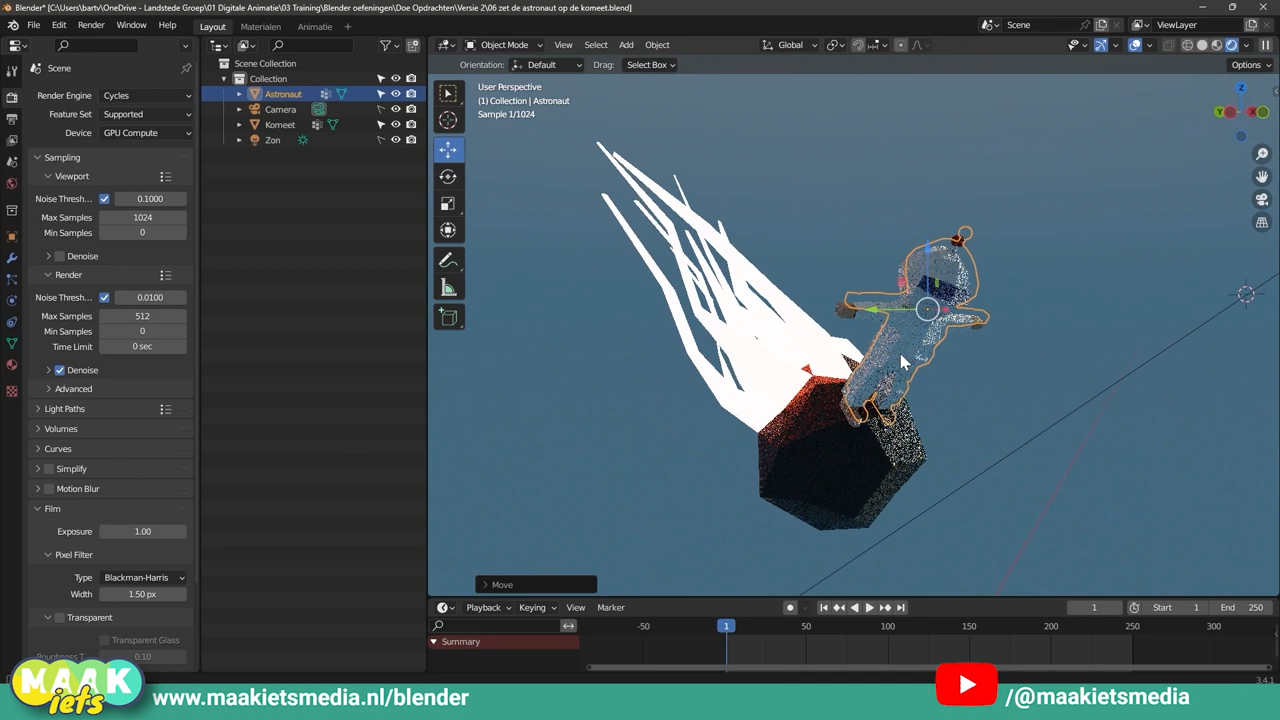 Blender* [C:\Users\bartv\OneDrive - Landstede Groep\01 Digitale Animatie\03 Training\Blender oefeningen\Doe Opdrachten\Versie 2\06 zet de astronaut op de komeet.blend]
File Edit Render Window Help Layout Materialen Animatie Scene ViewLayer
Object Mode View Select Add Object Global
Scene
Scene Collection
Orientation: Default Drag: Select Box Options
Collection
Render Engine Cycles
Feature Set Supported
Device GPU Compute
Astronaut
Camera
Komeet
Zon
User Perspective
(1) Collection | Astronaut
Sample 1/1024
Z
Y
X
Sampling
Viewport
Noise Thresh... 0.1000
Max Samples 1024
Min Samples 0
Denoise
Render
Noise Thresh... 0.0100
Max Samples 512
Min Samples 0
Time Limit 0 sec
Denoise
Advanced
Light Paths
Volumes
Curves
Simplify
Motion Blur
Film
Exposure 1.00
Pixel Filter
Type Blackman-Harris
Width 1.50 px
Transparent
Transparent Glass
Roughness T... 0.10
Move
Playback Keying View Marker 1 Start 1 End 250
-50 1 50 100 150 200 250 300
Summary
3.4.1
MAAK
iets
www.maakietsmedia.nl/blender
/@maakietsmedia